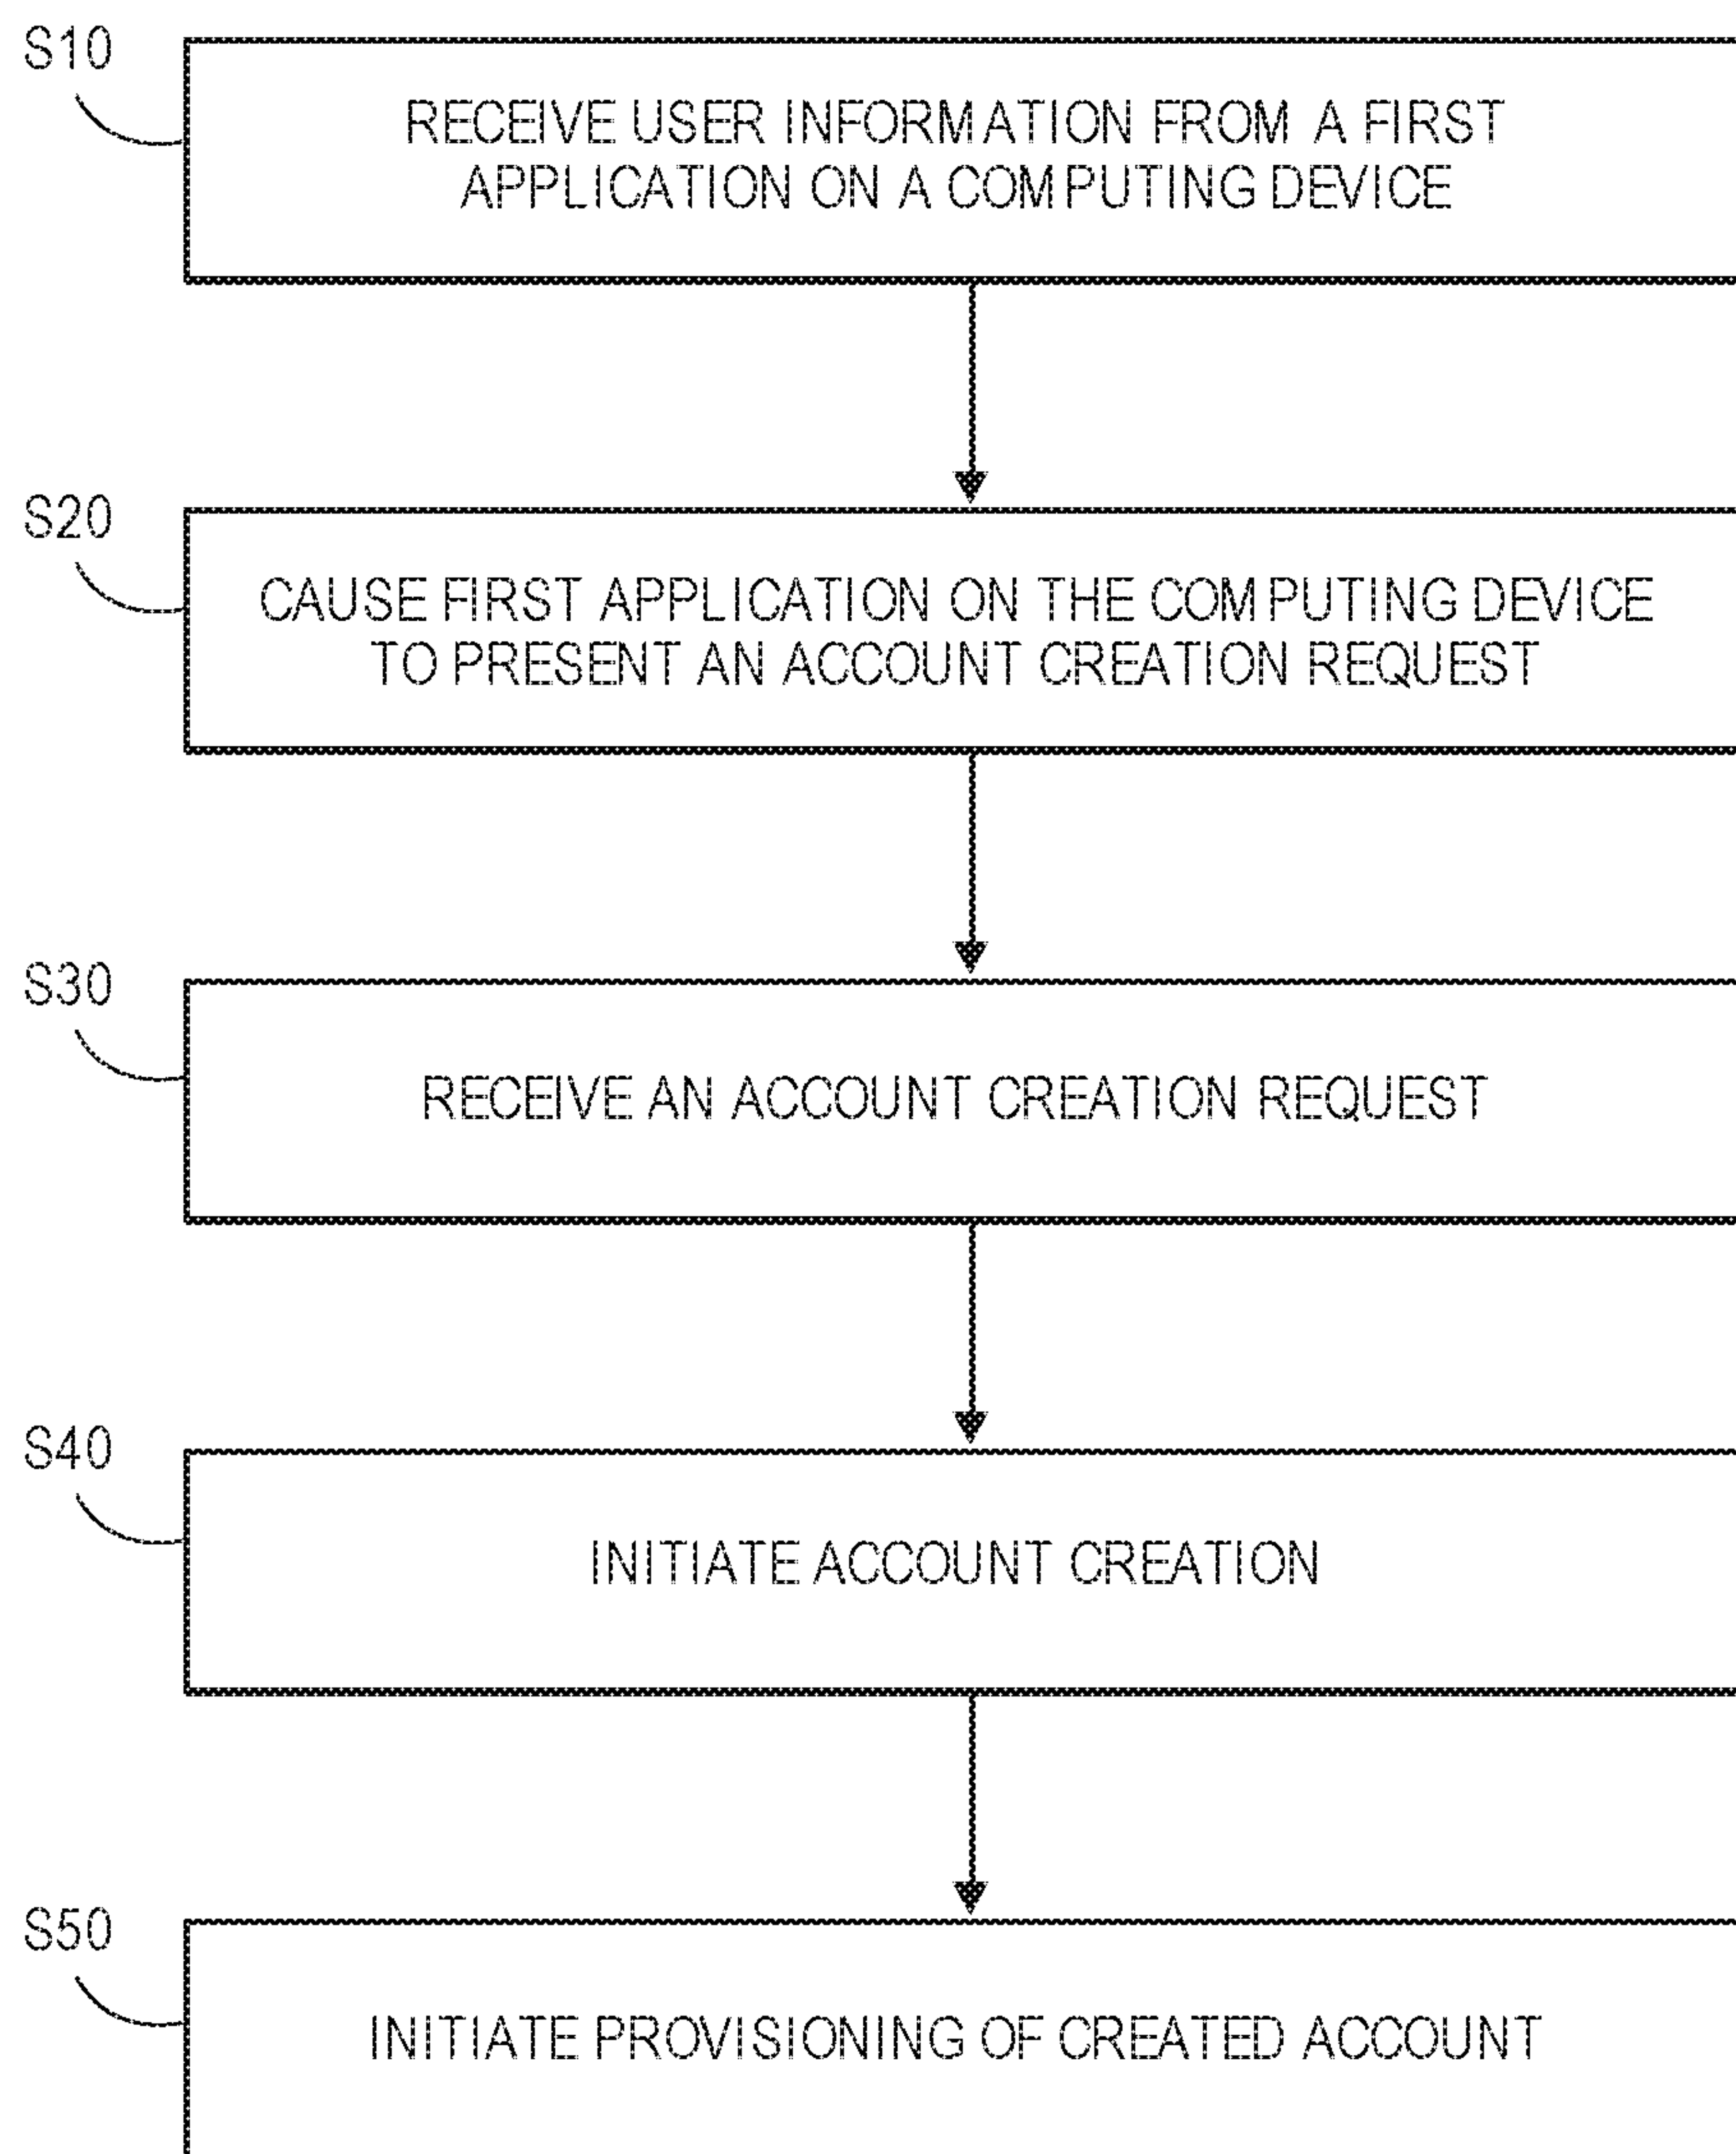 S10
RECEIVE USER INFORMATION FROM A FIRST
APPLICATION ON A COMPUTING DEVICE
S20
CAUSE FIRST APPLICATION ON THE COMPUTING DEVICE
TO PRESENT AN ACCOUNT CREATION REQUEST
S30
RECEIVE AN ACCOUNT CREATION REQUEST
S40
INITIATE ACCOUNT CREATION
S50
INITIATE PROVISIONING OF CREATED ACCOUNT